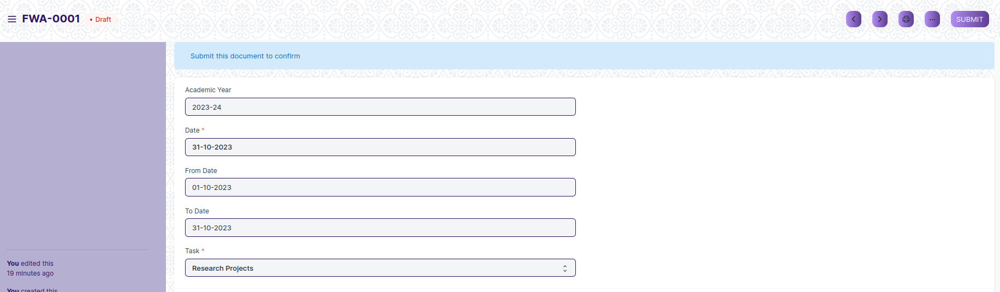 FWA-0001 • Draft
SUBMIT
Submit this document to confirm
Academic Year
2023-24
Date *
31-10-2023
From Date
01-10-2023
To Date
31-10-2023
Task *
Research Projects
You edited this
19 minutes ago
You created this